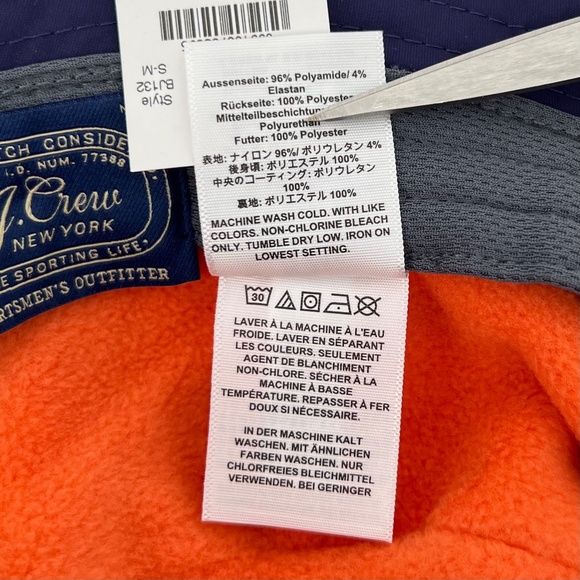 Style
BJ132
S-M
TCH CONSIDE
I.D. NUM. 77388
J. Crew
NEW YORK
E SPORTING LIFE
RTSMEN'S OUTFITTER
Aussenseite: 96% Polyamide/ 4%
Elastan
Rückseite: 100% Polyester
Mittelteilbeschichtung
Polyurethan
Futter: 100% Polyester
表地: ナイロン 96%/ ポリウレタン 4%
後身頃: ポリエステル 100%
中央のコーティング: ポリウレタン
100%
裏地: ポリエステル 100%
MACHINE WASH COLD. WITH LIKE
COLORS. NON-CHLORINE BLEACH
ONLY. TUMBLE DRY LOW. IRON ON
LOWEST SETTING.
30
LAVER À LA MACHINE À L'EAU
FROIDE. LAVER EN SÉPARANT
LES COULEURS. SEULEMENT
AGENT DE BLANCHIMENT
NON-CHLORE. SÉCHER À LA
MACHINE À BASSE
TEMPÉRATURE. REPASSER À FER
DOUX SI NÉCESSAIRE.
IN DER MASCHINE KALT
WASCHEN. MIT ÄHNLICHEN
FARBEN WASCHEN. NUR
CHLORFREIES BLEICHMITTEL
VERWENDEN. BEI GERINGER